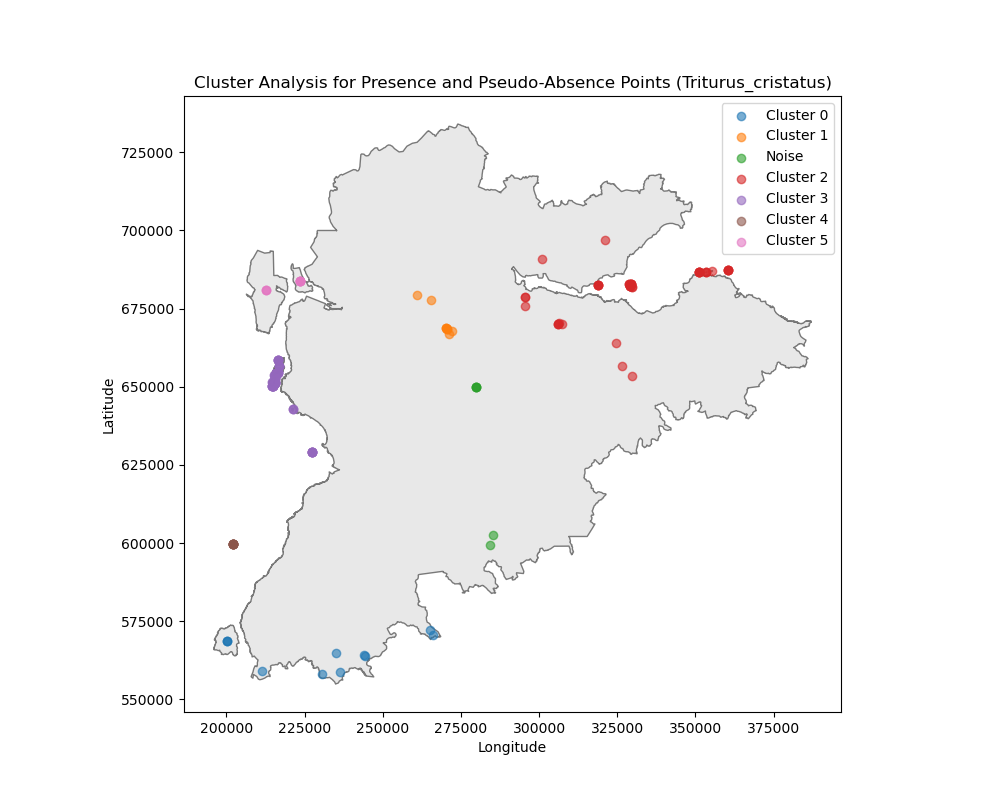 Cluster Analysis for Presence and Pseudo-Absence Points (Triturus_cristatus)
Cluster 0
Cluster 1
Noise
Cluster 2
Cluster 3
Cluster 4
Cluster 5
725000
700000
675000
650000
625000
600000
575000
550000
Latitude
200000 225000 250000 275000 300000 325000 350000 375000
Longitude